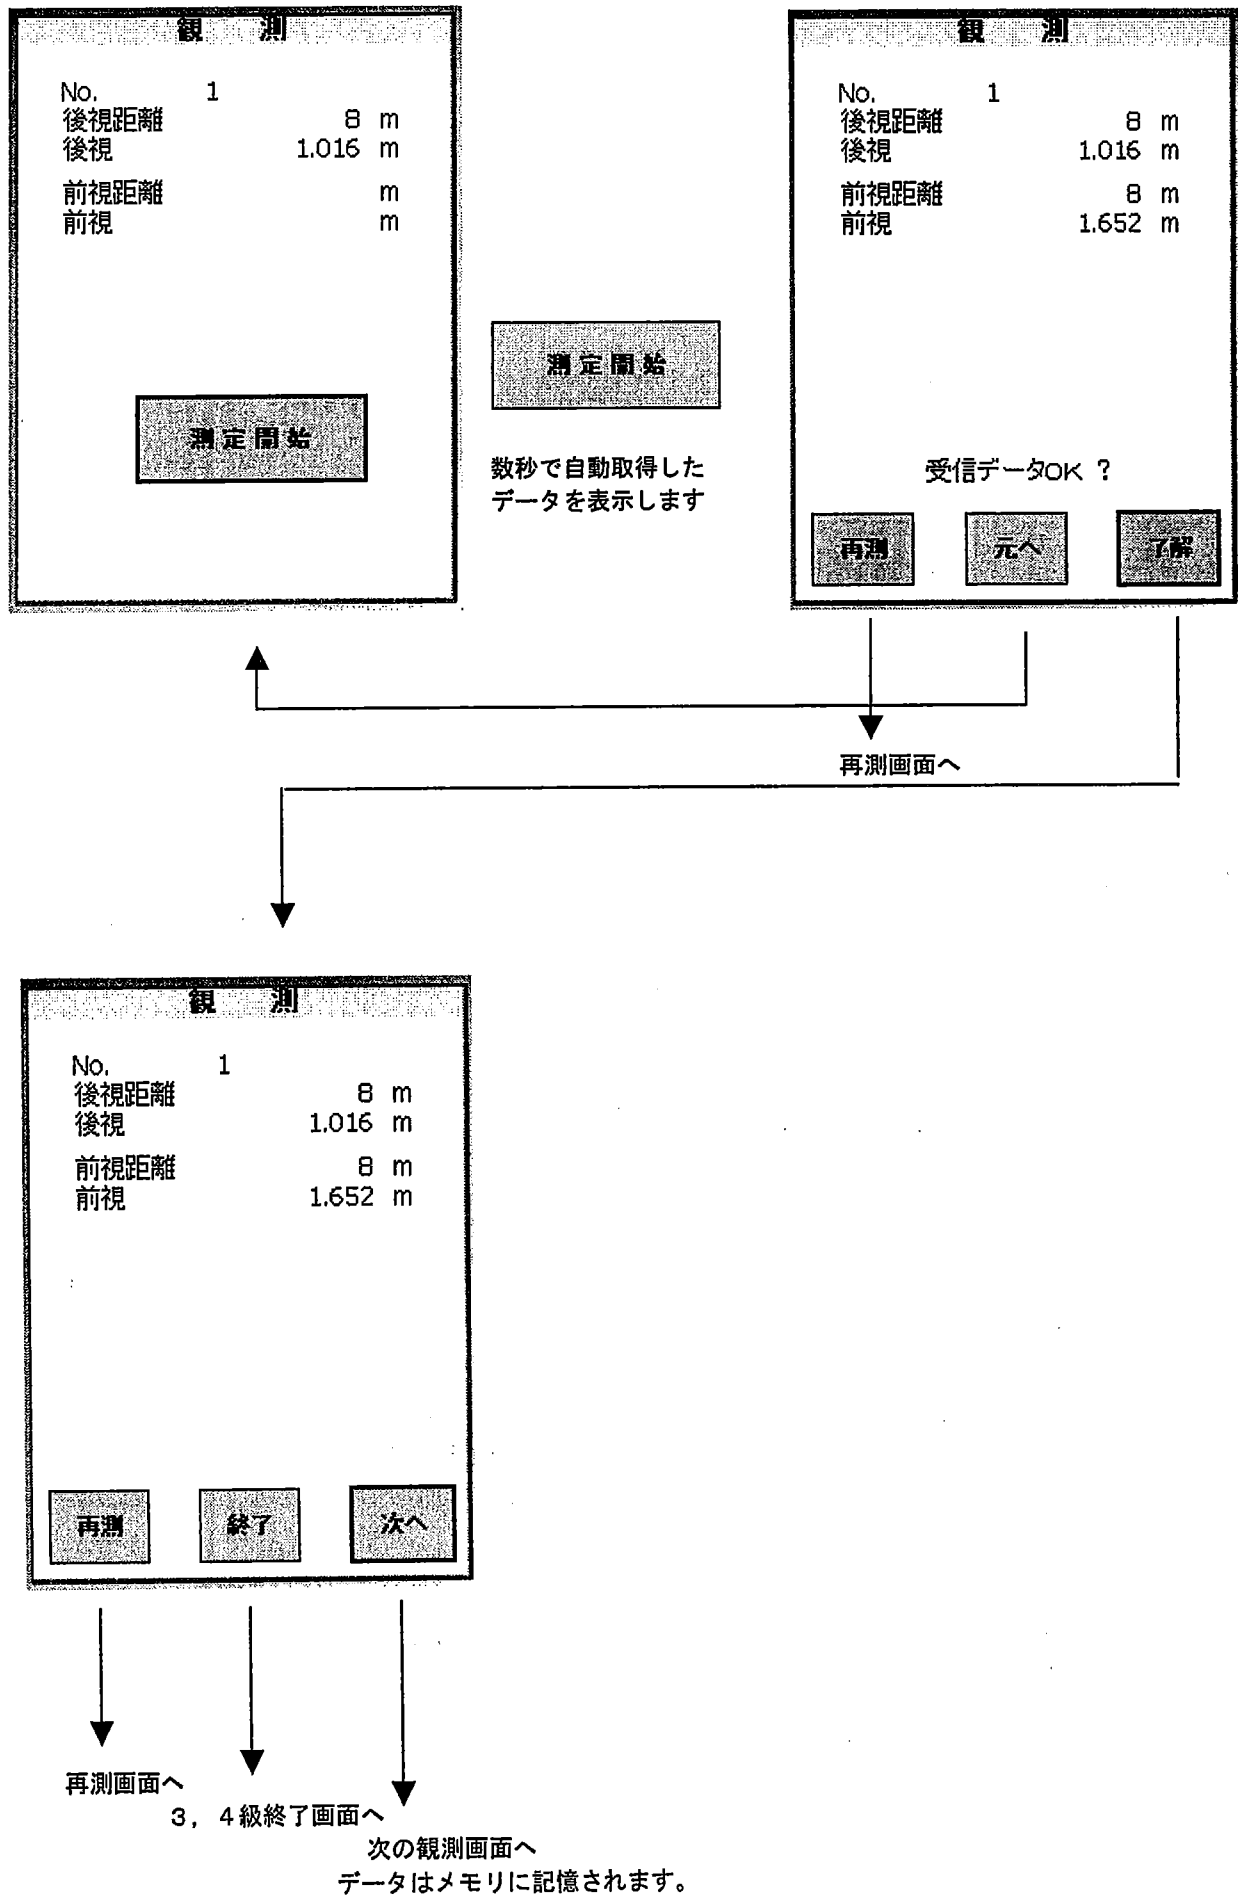 観 測
No. 1
後視距離 8 m
後視 1.016 m
前視距離 m
前視 m
測定開始
測定開始
数秒で自動取得した
データを表示します
観 測
No. 1
後視距離 8 m
後視 1.016 m
前視距離 8 m
前視 1.652 m
受信データOK ?
再測 元へ 了解
再測画面へ
観 測
No. 1
後視距離 8 m
後視 1.016 m
前視距離 8 m
前視 1.652 m
再測 終了 次へ
再測画面へ
3, 4級終了画面へ
次の観測画面へ
データはメモリに記憶されます。